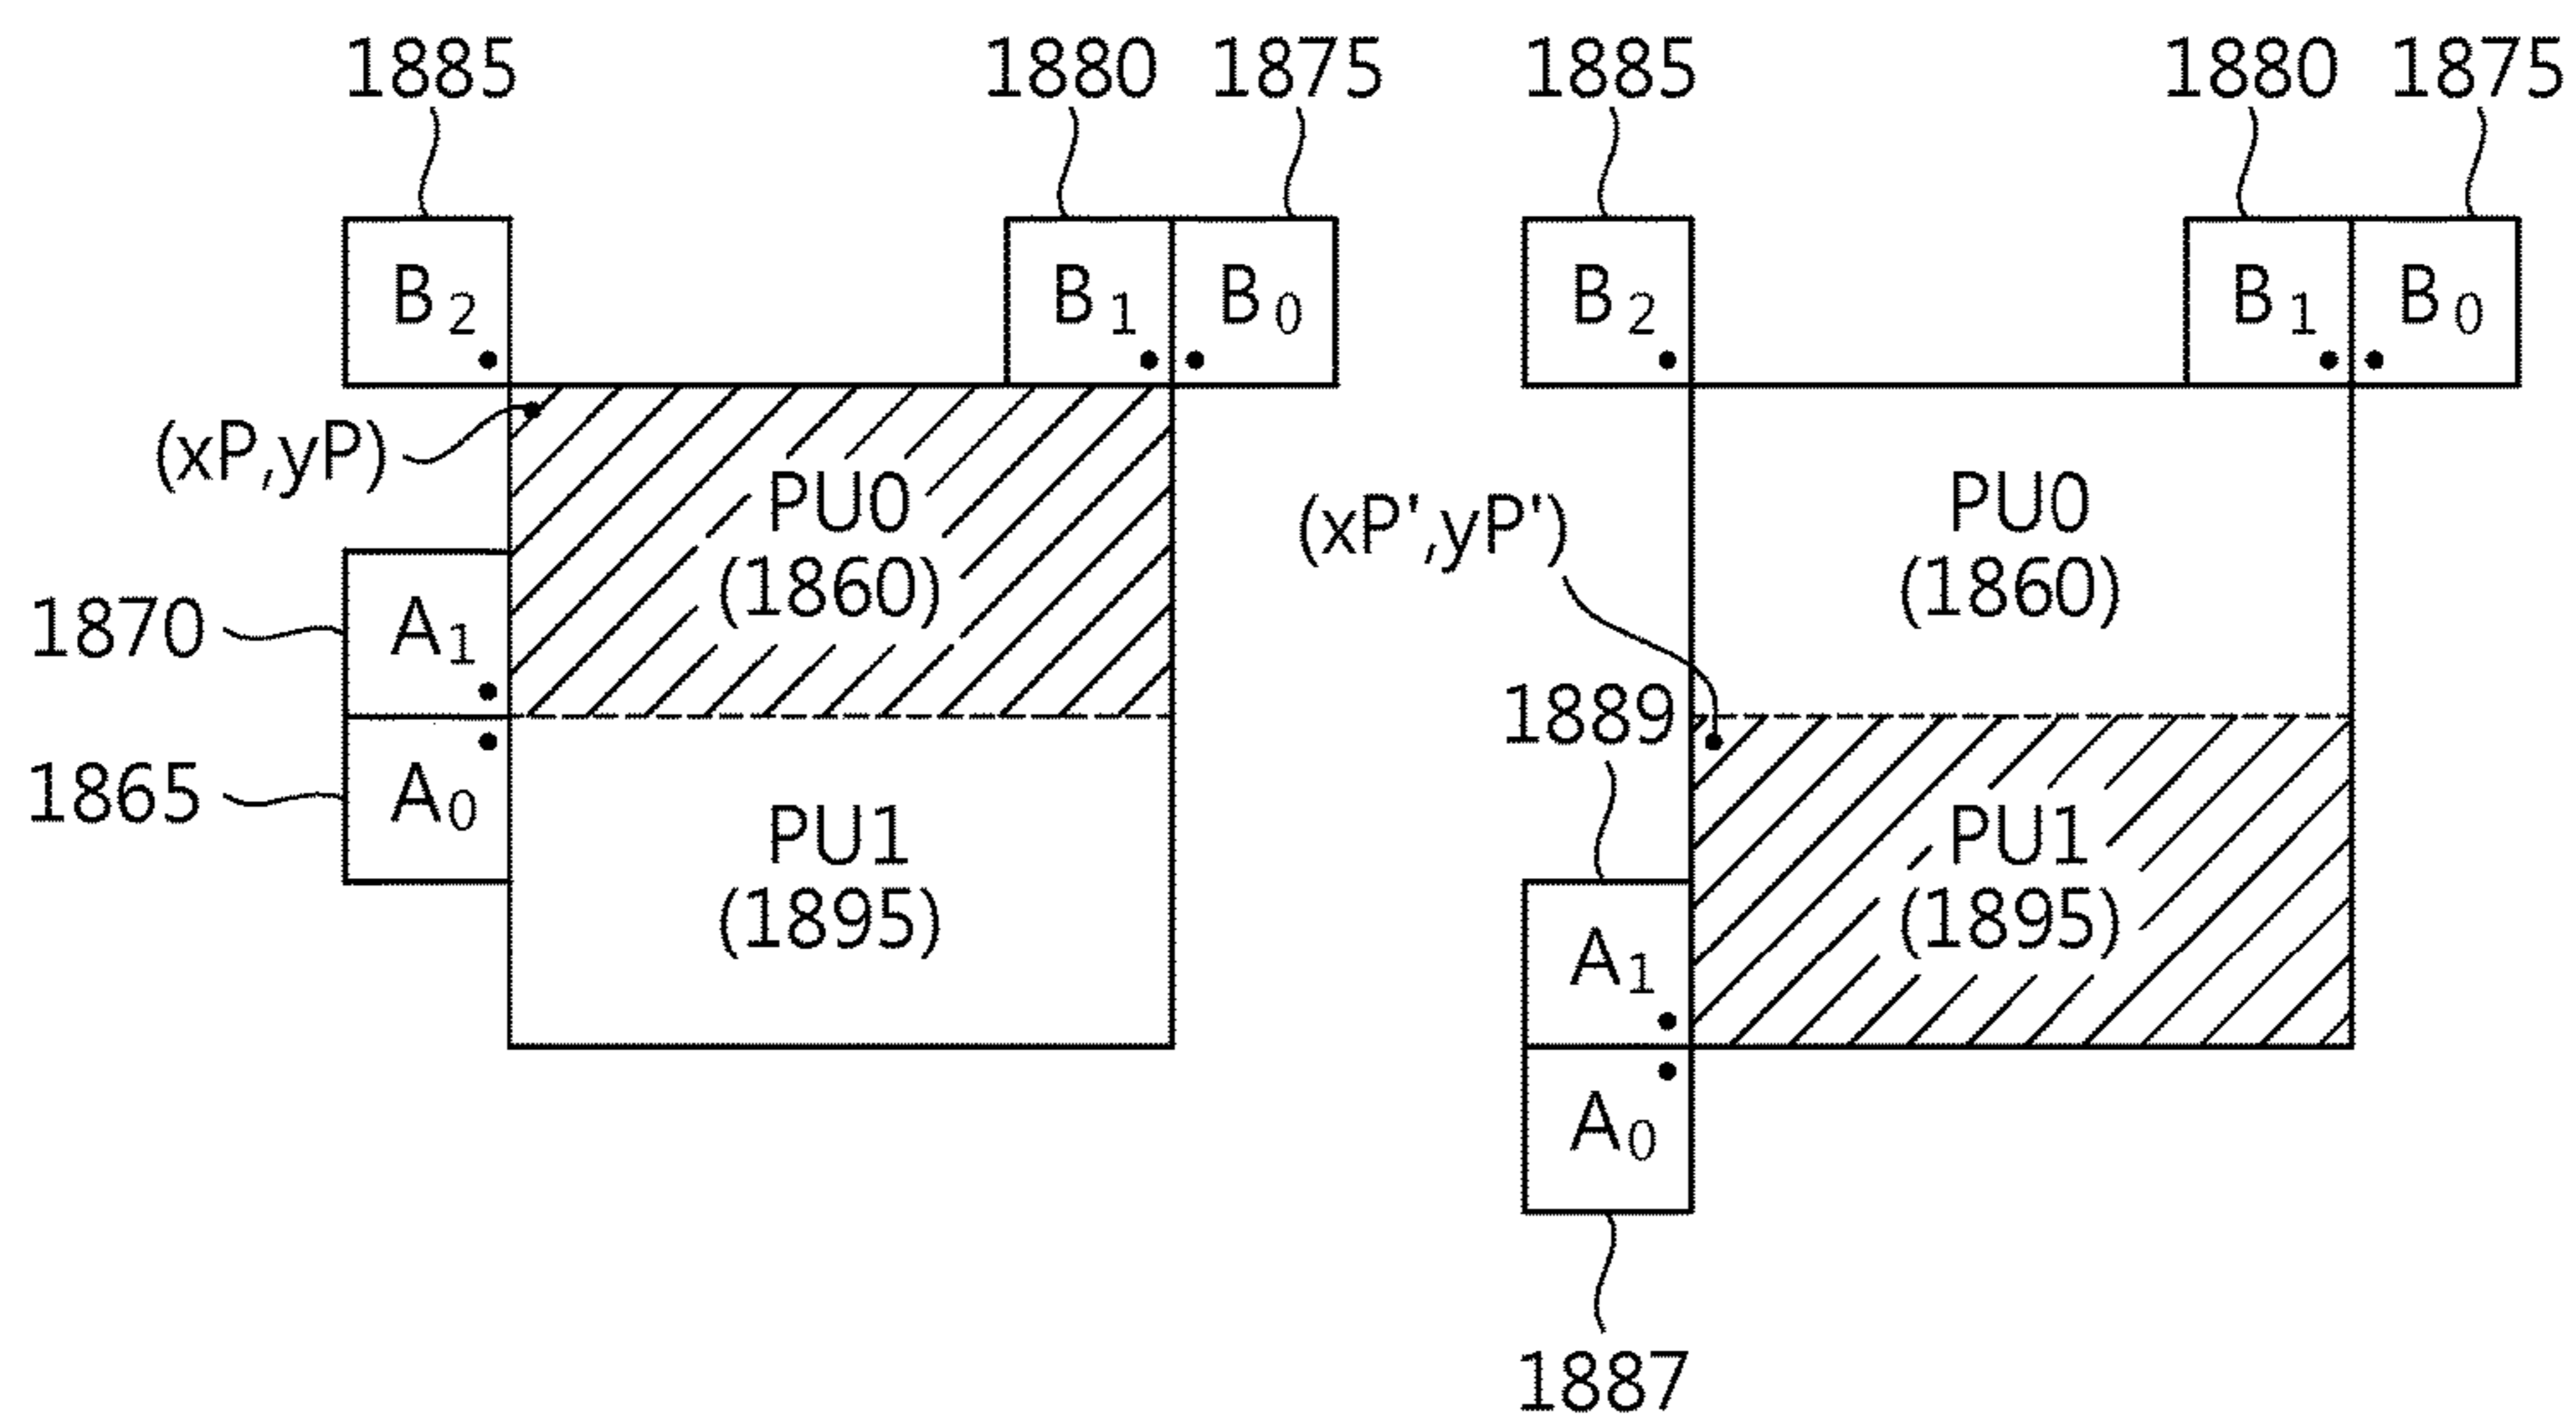 1885 1880 1875
B2 B1 B0
(xP,yP)
PU0
(1860)
1870 A1
1865 A0
PU1
(1895)
1885 1880 1875
B2 B1 B0
PU0
(1860)
(xP',yP')
1889
PU1
(1895)
A1
A0
1887